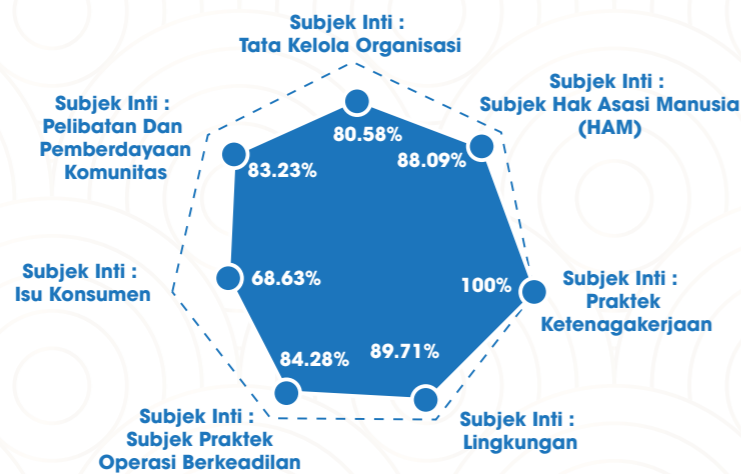 Subjek Inti :
Tata Kelola Organisasi
80.58%
Subjek Inti :
Subjek Hak Asasi Manusia
(HAM)
88.09%
Subjek Inti :
Praktek
Ketenagakerjaan
100%
Subjek Inti :
Lingkungan
89.71%
Subjek Inti :
Subjek Praktek
Operasi Berkeadilan
84.28%
Subjek Inti :
Isu Konsumen
68.63%
Subjek Inti :
Pelibatan Dan
Pemberdayaan
Komunitas
83.23%